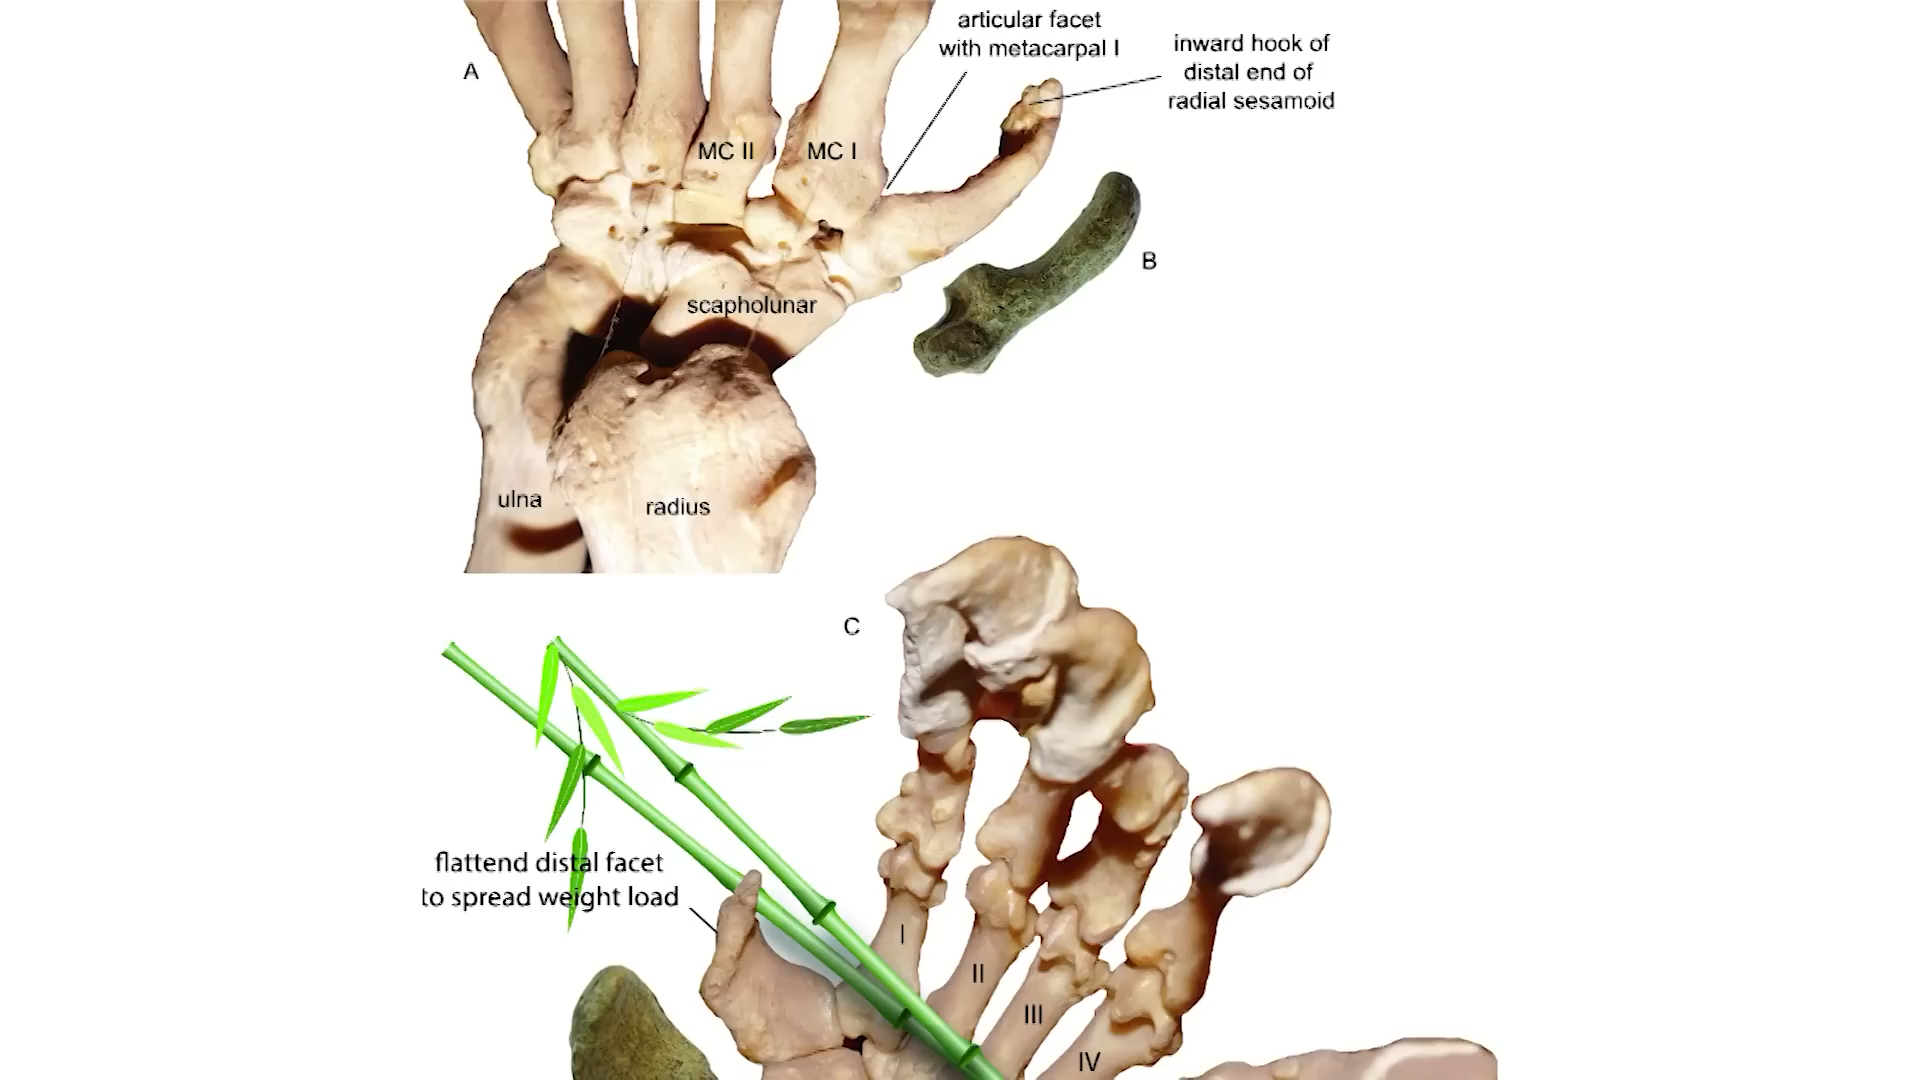 A
articular facet
with metacarpal I
inward hook of
distal end of
radial sesamoid
MC II
MC I
B
scapholunar
ulna
radius
C
flattend distal facet
to spread weight load
I
II
III
IV